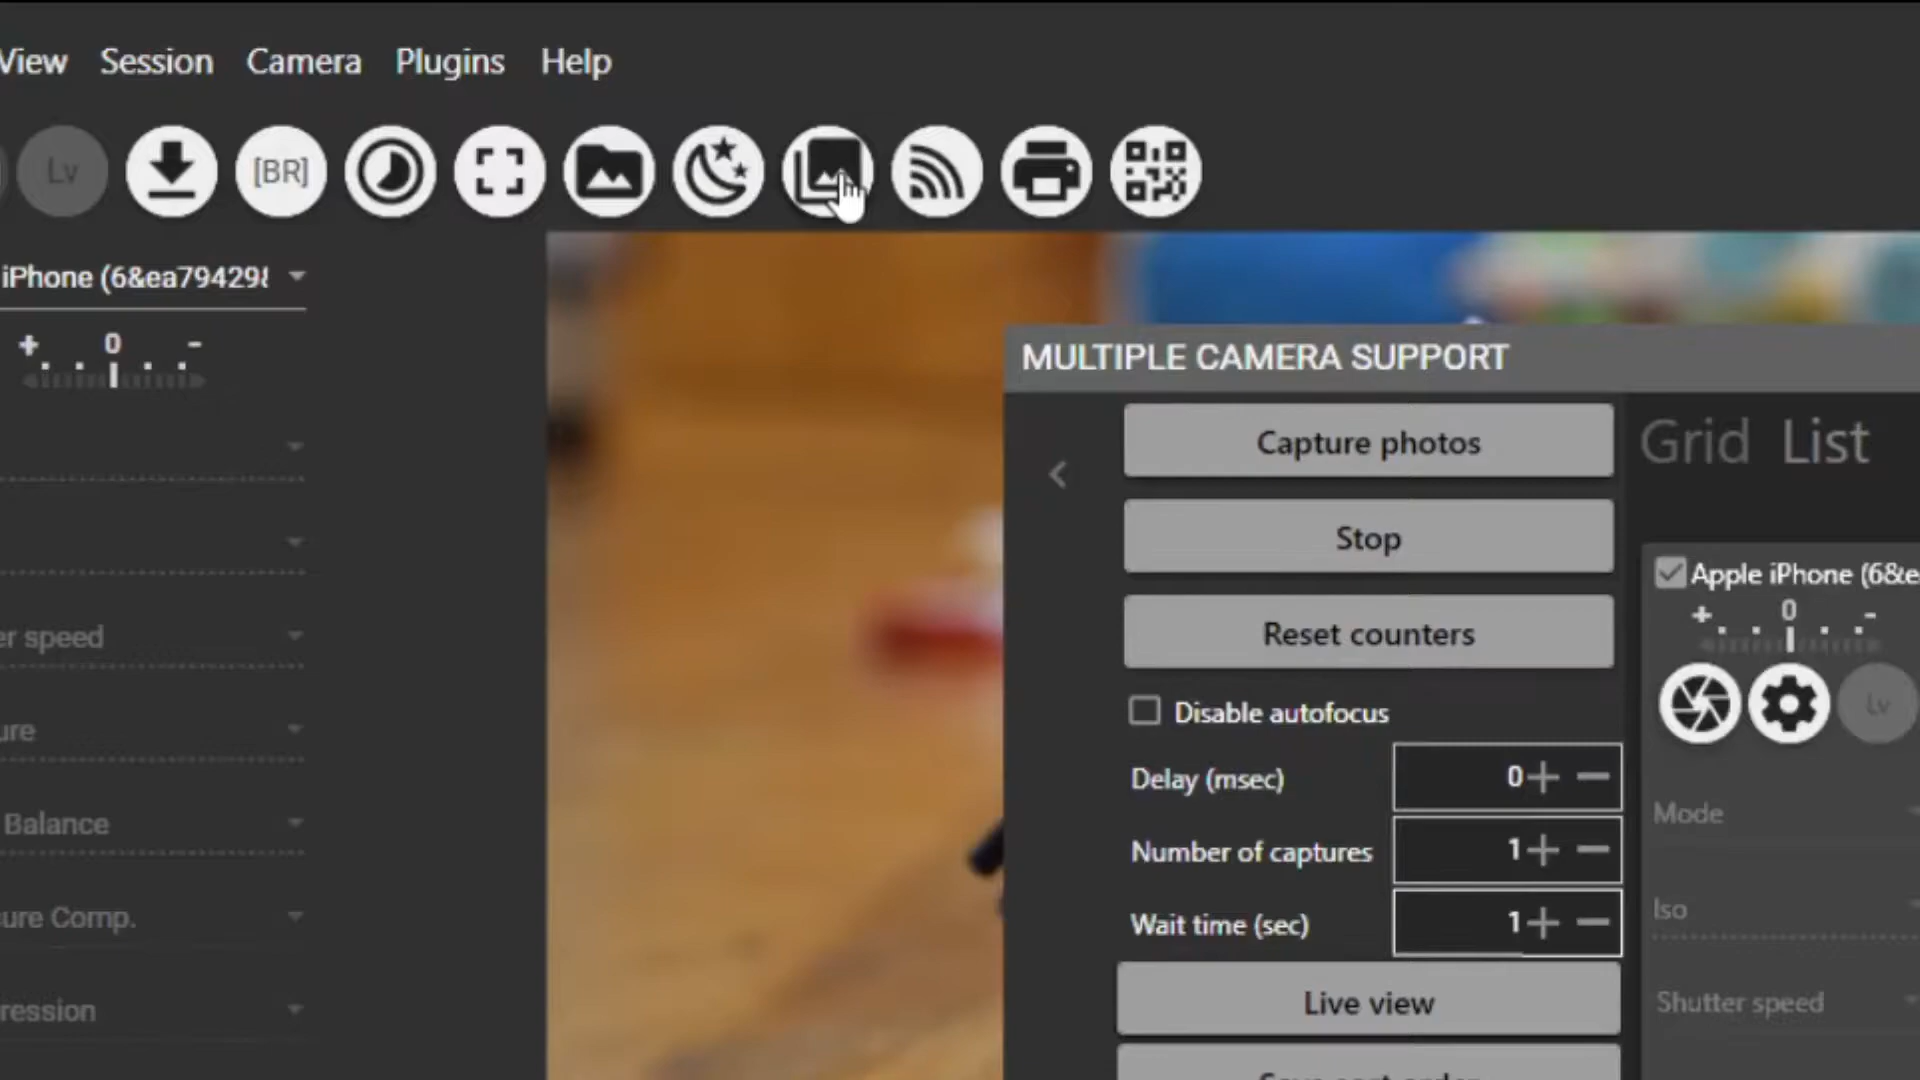 View Session Camera Plugins Help
Lv [BR]
iPhone (6&ea79429
+ 0 -
MULTIPLE CAMERA SUPPORT
Capture photos
Grid List
Stop
Apple iPhone (6&e
+ 0 -
Reset counters
er speed
Lv
ure
Disable autofocus
Delay (msec) 0 + −
Mode
Balance
Number of captures 1 + −
Iso
sure Comp.
Wait time (sec) 1 + −
ression
Live view
Shutter speed